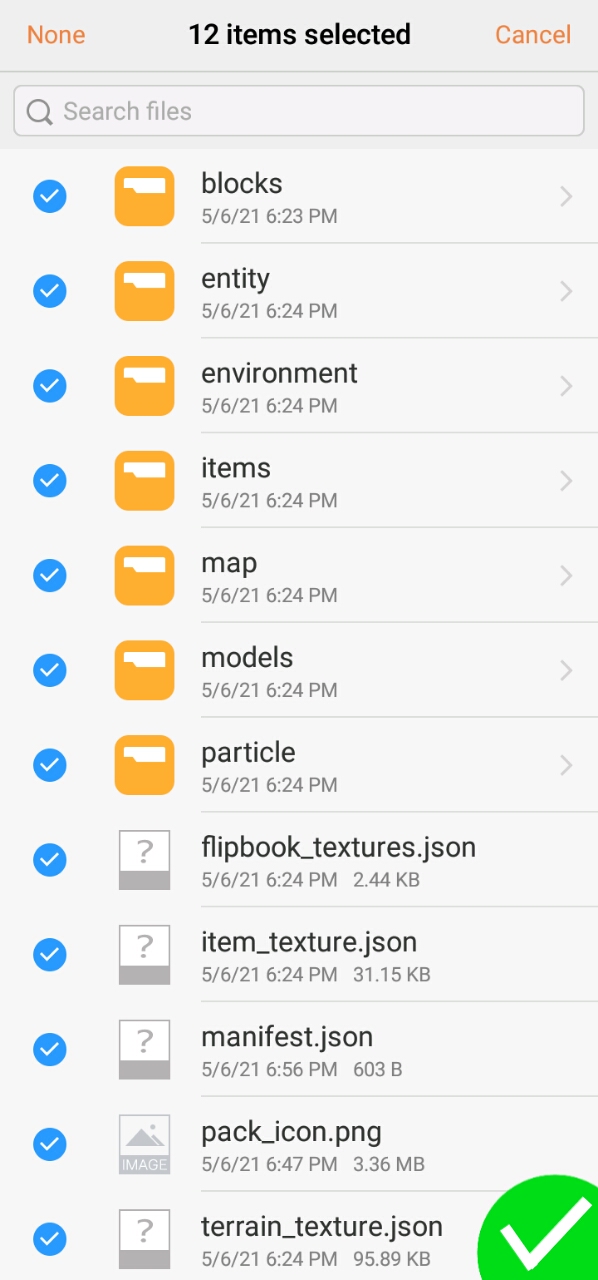 None
12 items selected
Cancel
Search files
blocks
5/6/21 6:23 PM
entity
5/6/21 6:24 PM
environment
5/6/21 6:24 PM
items
5/6/21 6:24 PM
map
5/6/21 6:24 PM
models
5/6/21 6:24 PM
particle
5/6/21 6:24 PM
?
flipbook_textures.json
5/6/21 6:24 PM 2.44 KB
?
item_texture.json
5/6/21 6:24 PM 31.15 KB
?
manifest.json
5/6/21 6:56 PM 603 B
IMAGE
pack_icon.png
5/6/21 6:47 PM 3.36 MB
?
terrain_texture.json
5/6/21 6:24 PM 95.89 KB